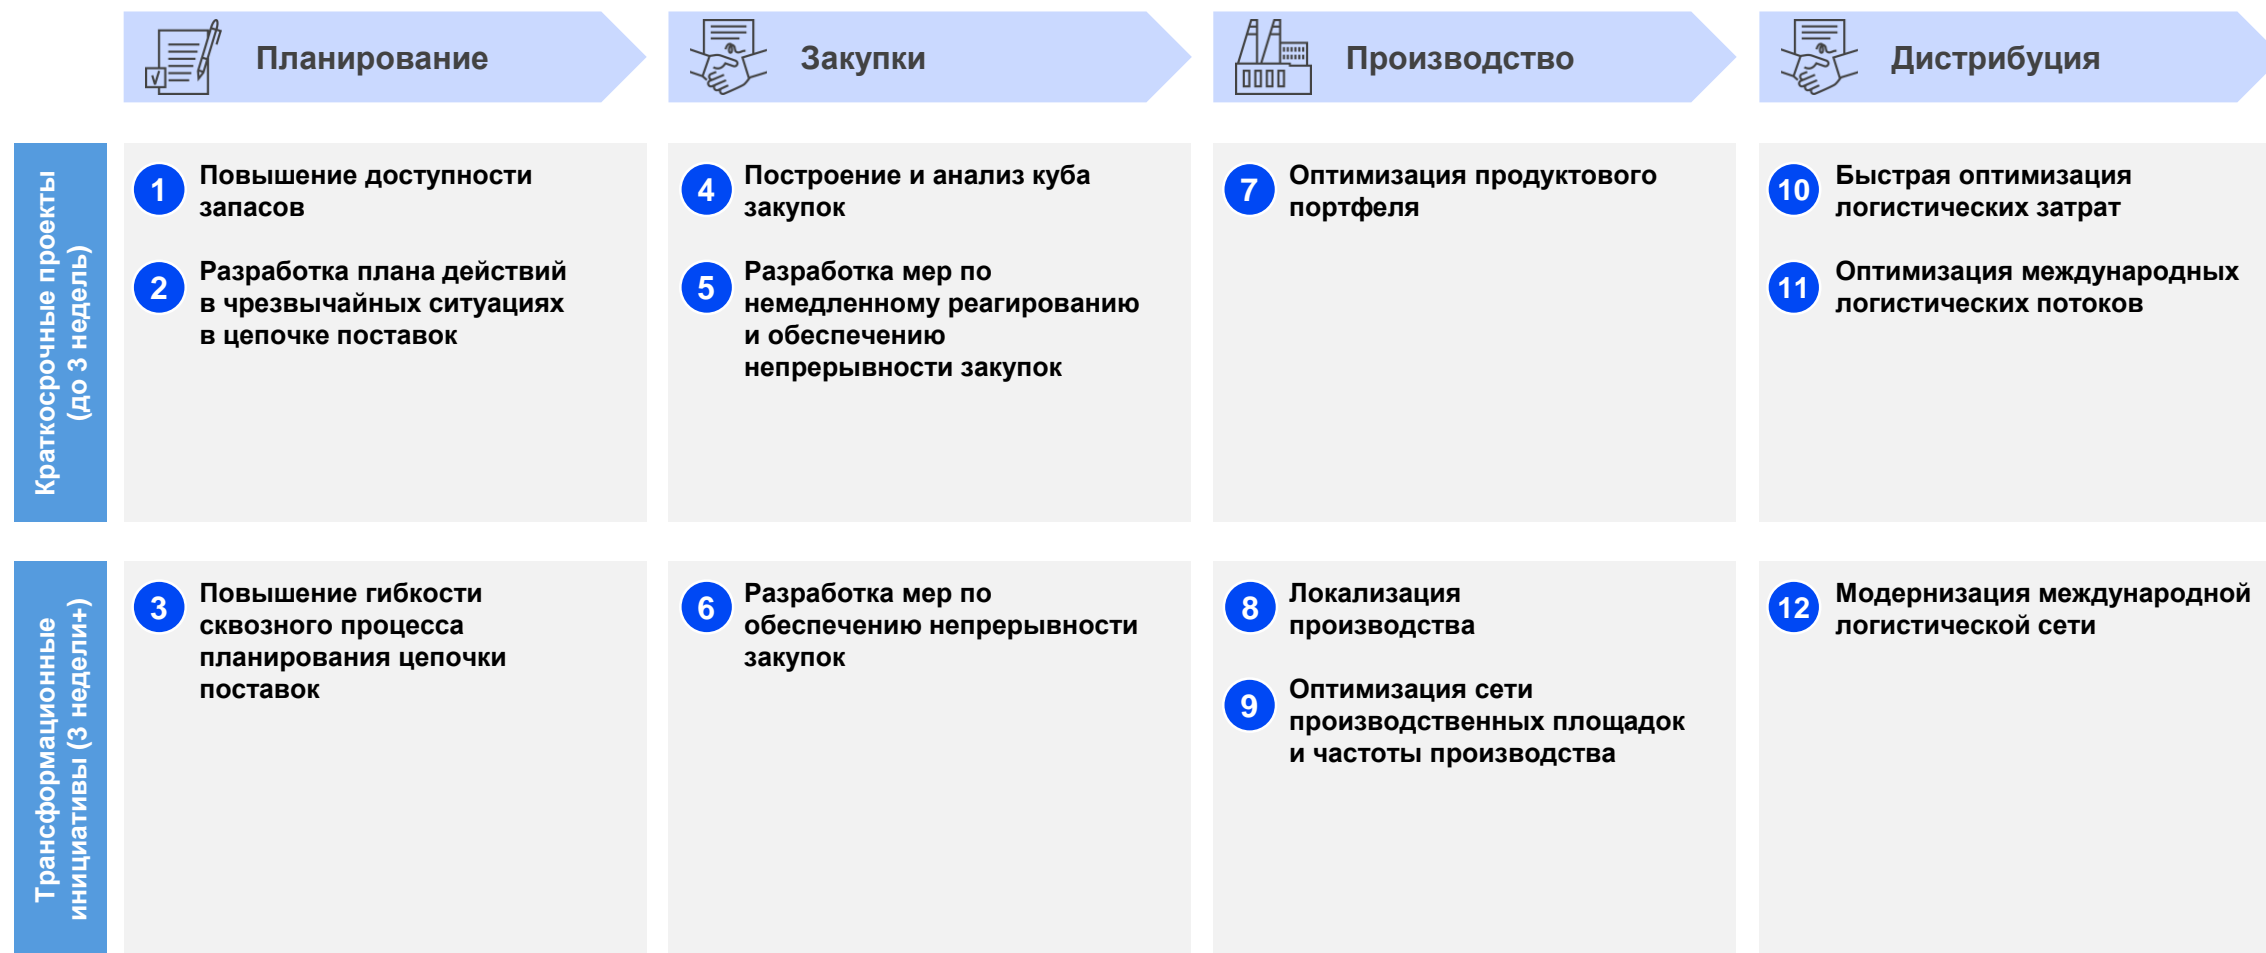 Планирование
Закупки
Производство
Дистрибуция
Краткосрочные проекты
(до 3 недель)
1
Повышение доступности
запасов
2
Разработка плана действий
в чрезвычайных ситуациях
в цепочке поставок
4
Построение и анализ куба
закупок
5
Разработка мер по
немедленному реагированию
и обеспечению
непрерывности закупок
7
Оптимизация продуктового
портфеля
10
Быстрая оптимизация
логистических затрат
11
Оптимизация международных
логистических потоков
Трансформационные
инициативы (3 недели+)
3
Повышение гибкости
сквозного процесса
планирования цепочки
поставок
6
Разработка мер по
обеспечению непрерывности
закупок
8
Локализация
производства
9
Оптимизация сети
производственных площадок
и частоты производства
12
Модернизация международной
логистической сети